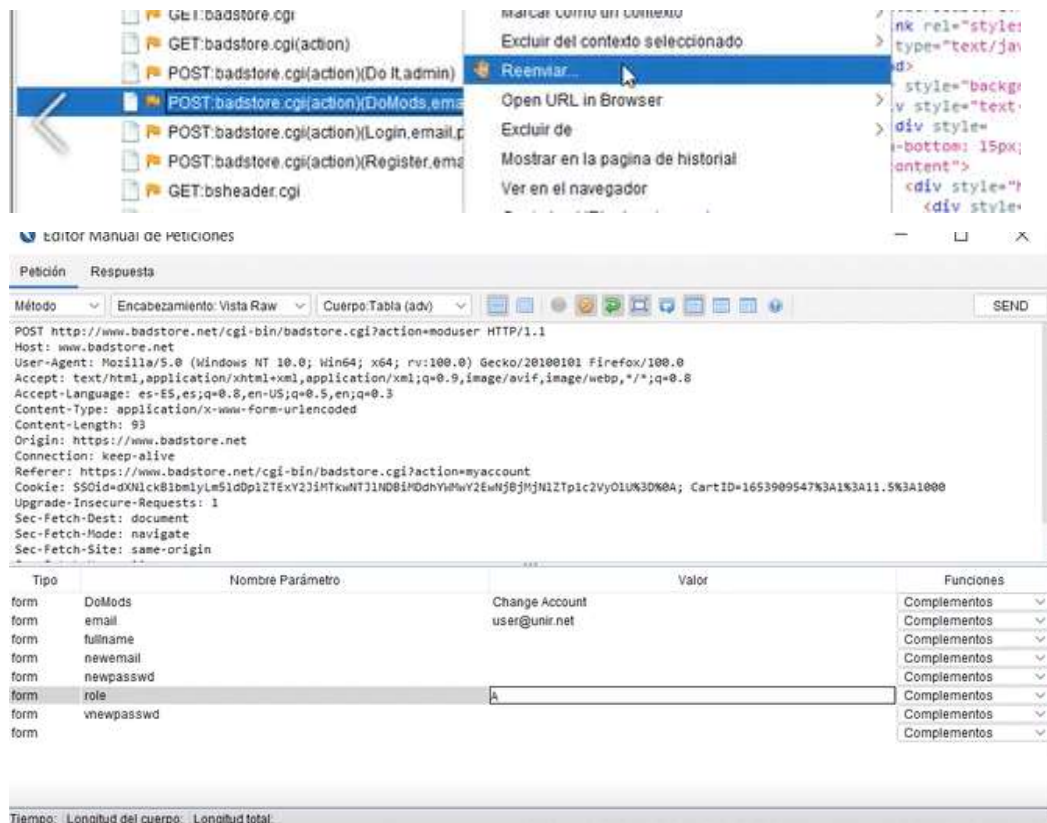 GET:badstore.cgi
Marcar como un contexto
GET:badstore.cgi(action)
Excluir del contexto seleccionado
POST:badstore.cgi(action)(Do It,admin)
Reenviar...
POST:badstore.cgi(action)(DoMods,ema
Open URL in Browser
POST:badstore.cgi(action)(Login,email,p
Excluir de
POST:badstore.cgi(action)(Register,ema
Mostrar en la pagina de historial
GET:bsheader.cgi
Ver en el navegador
ink rel="styles
type="text/jav
d>
style="backgr
v style="text-
div style=
-bottom: 15px;
ontent">
<div style="h
<div style=
Editor Manual de Peticiones
Petición Respuesta
Método Encabezamiento: Vista Raw Cuerpo:Tabla (adv) SEND
POST http://www.badstore.net/cgi-bin/badstore.cgi?action=moduser HTTP/1.1
Host: www.badstore.net
User-Agent: Mozilla/5.0 (Windows NT 10.0; Win64; x64; rv:100.0) Gecko/20100101 Firefox/100.0
Accept: text/html,application/xhtml+xml,application/xml;q=0.9,image/avif,image/webp,*/*;q=0.8
Accept-Language: es-ES,es;q=0.8,en-US;q=0.5,en;q=0.3
Content-Type: application/x-www-form-urlencoded
Content-Length: 93
Origin: https://www.badstore.net
Connection: keep-alive
Referer: https://www.badstore.net/cgi-bin/badstore.cgi?action=myaccount
Cookie: CartID=1653909547%3A1%3A11.5%3A1000
Upgrade-Insecure-Requests: 1
Sec-Fetch-Dest: document
Sec-Fetch-Mode: navigate
Sec-Fetch-Site: same-origin
Tipo Nombre Parámetro Valor Funciones
form DoMods Change Account Complementos
form email user@unir.net Complementos
form fullname Complementos
form newemail Complementos
form newpasswd Complementos
form role A Complementos
form vnewpasswd Complementos
form Complementos
Tiempo: Longitud del cuerpo: Longitud total: